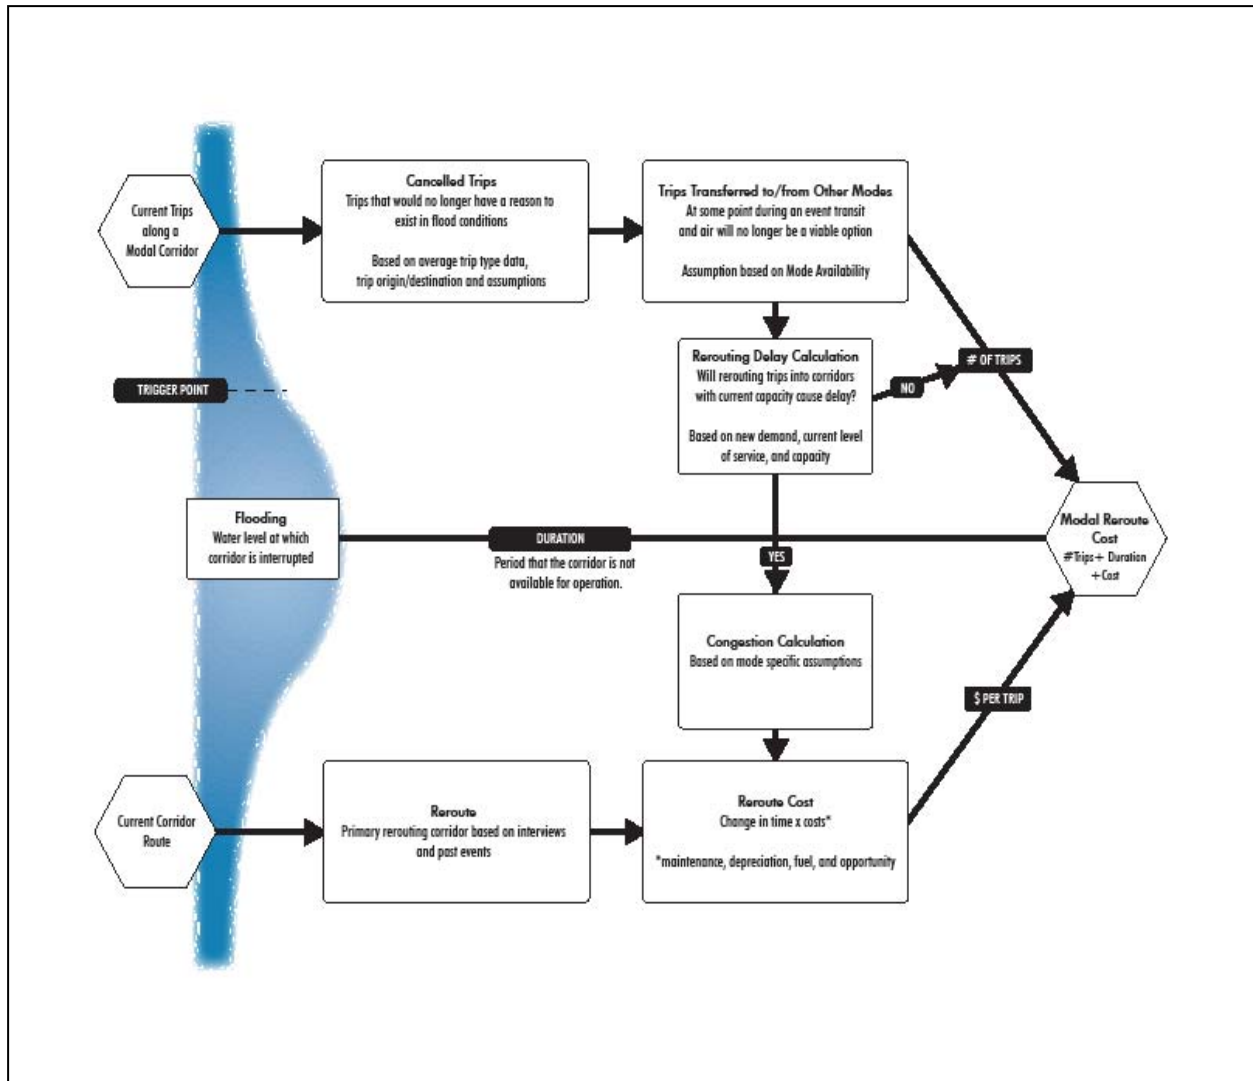 Current Trips
along a
Modal Corridor
Cancelled Trips
Trips that would no longer have a reason to
exist in flood conditions
Based on average trip type data,
trip origin/destination and assumptions
Trips Transferred to/from Other Modes
At some point during an event transit
and air will no longer be a viable option
Assumption based on Mode Availability
Rerouting Delay Calculation
Will rerouting trips into corridors
with current capacity cause delay?
Based on new demand, current level
of service, and capacity
NO
# OF TRIPS
TRIGGER POINT
Flooding
Water level at which
corridor is interrupted
DURATION
Period that the corridor is not
available for operation.
YES
Modal Reroute
Cost
#Trips+ Duration
+Cost
Congestion Calculation
Based on mode specific assumptions
$ PER TRIP
Current Corridor
Route
Reroute
Primary rerouting corridor based on interviews
and past events
Reroute Cost
Change in time x costs*
*maintenance, depreciation, fuel, and opportunity